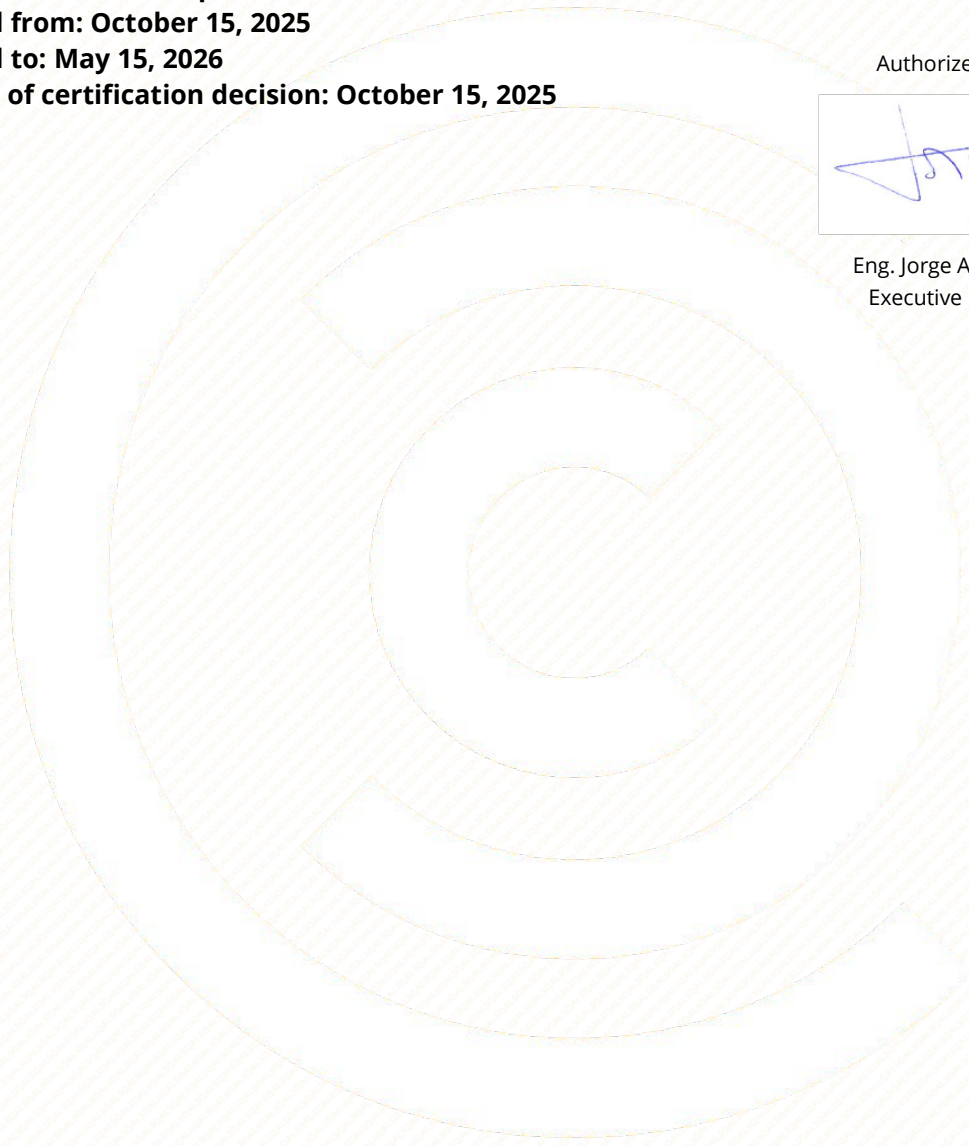 from: October 15, 2025
to: May 15, 2026
of certification decision: October 15, 2025
Authorize
Eng. Jorge A
Executive